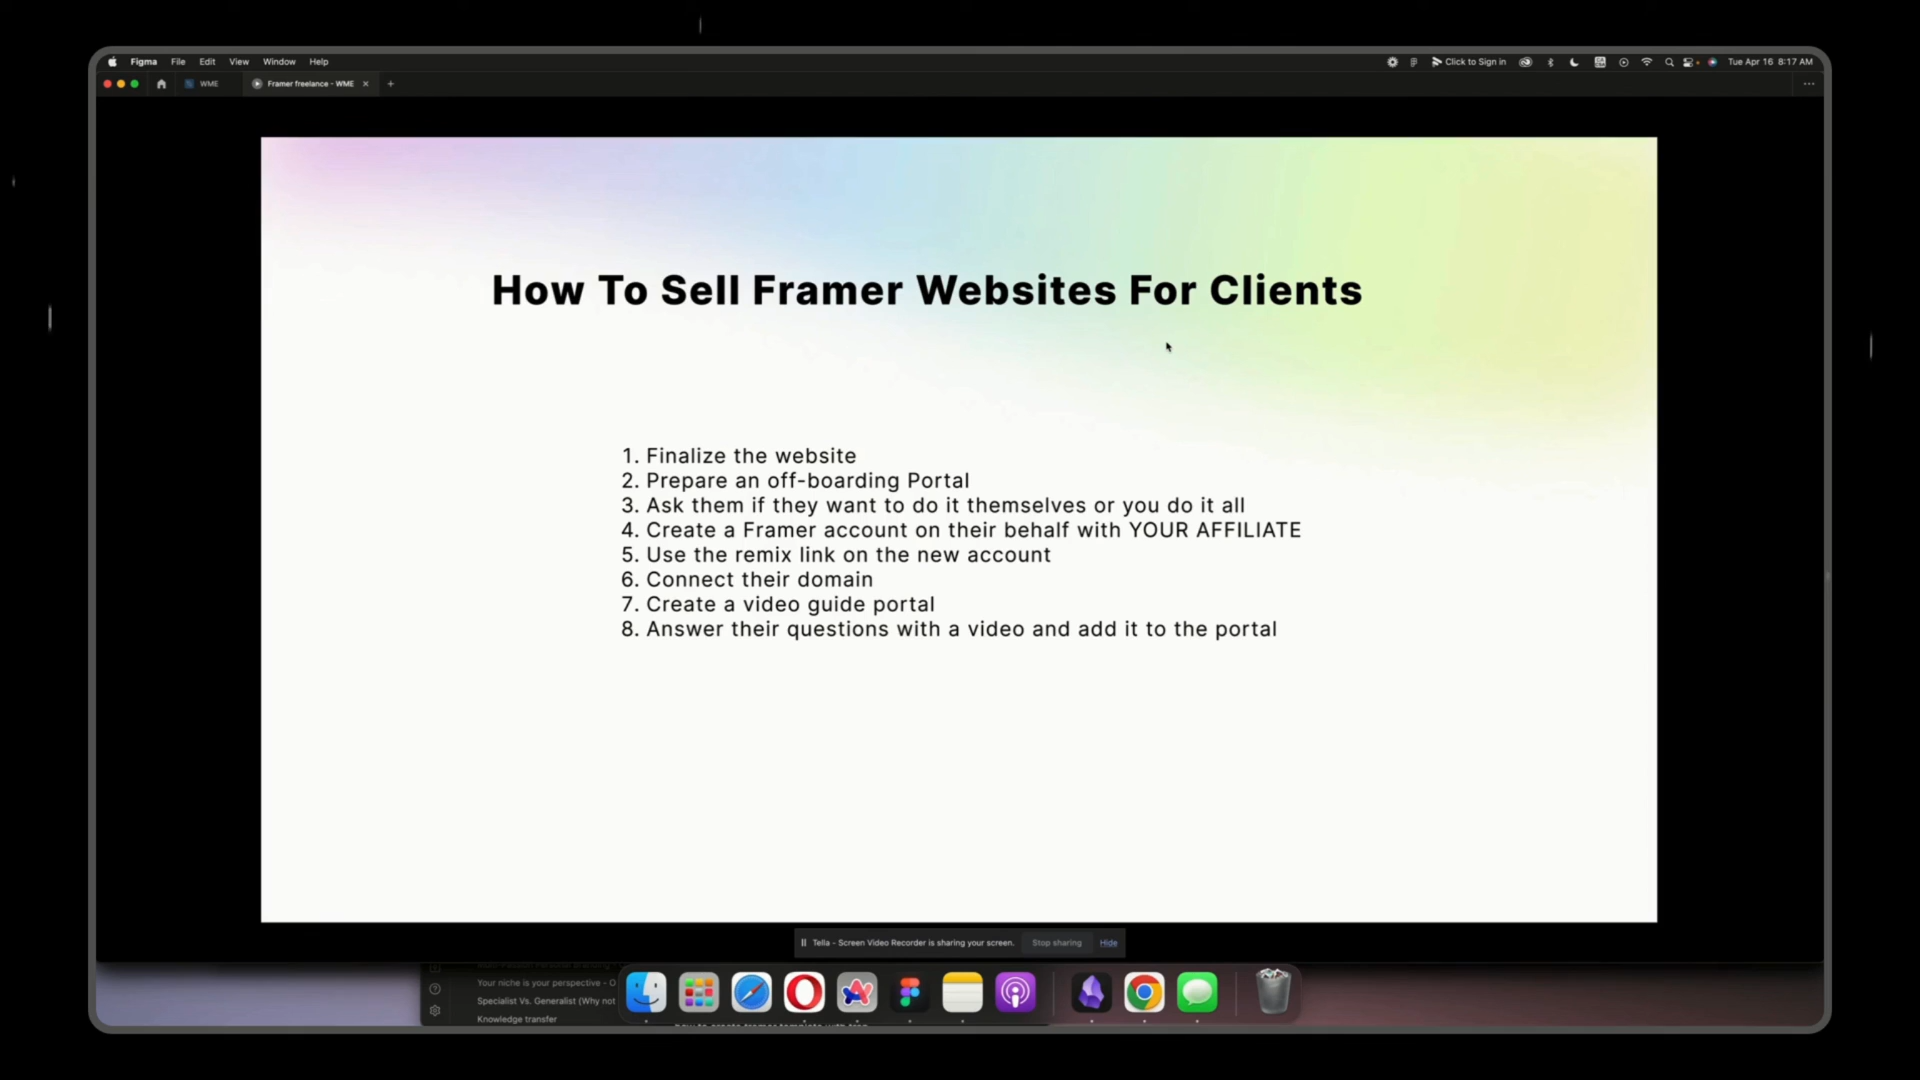 Figma File Edit View Window Help
Click to Sign in Tue Apr 16 8:17 AM
WME Framer freelance - WME
How To Sell Framer Websites For Clients
1. Finalize the website
2. Prepare an off-boarding Portal
3. Ask them if they want to do it themselves or you do it all
4. Create a Framer account on their behalf with YOUR AFFILIATE
5. Use the remix link on the new account
6. Connect their domain
7. Create a video guide portal
8. Answer their questions with a video and add it to the portal
Tella - Screen Video Recorder is sharing your screen. Stop sharing Hide
Your niche is your perspective - O
Specialist Vs. Generalist (Why not
Knowledge transfer